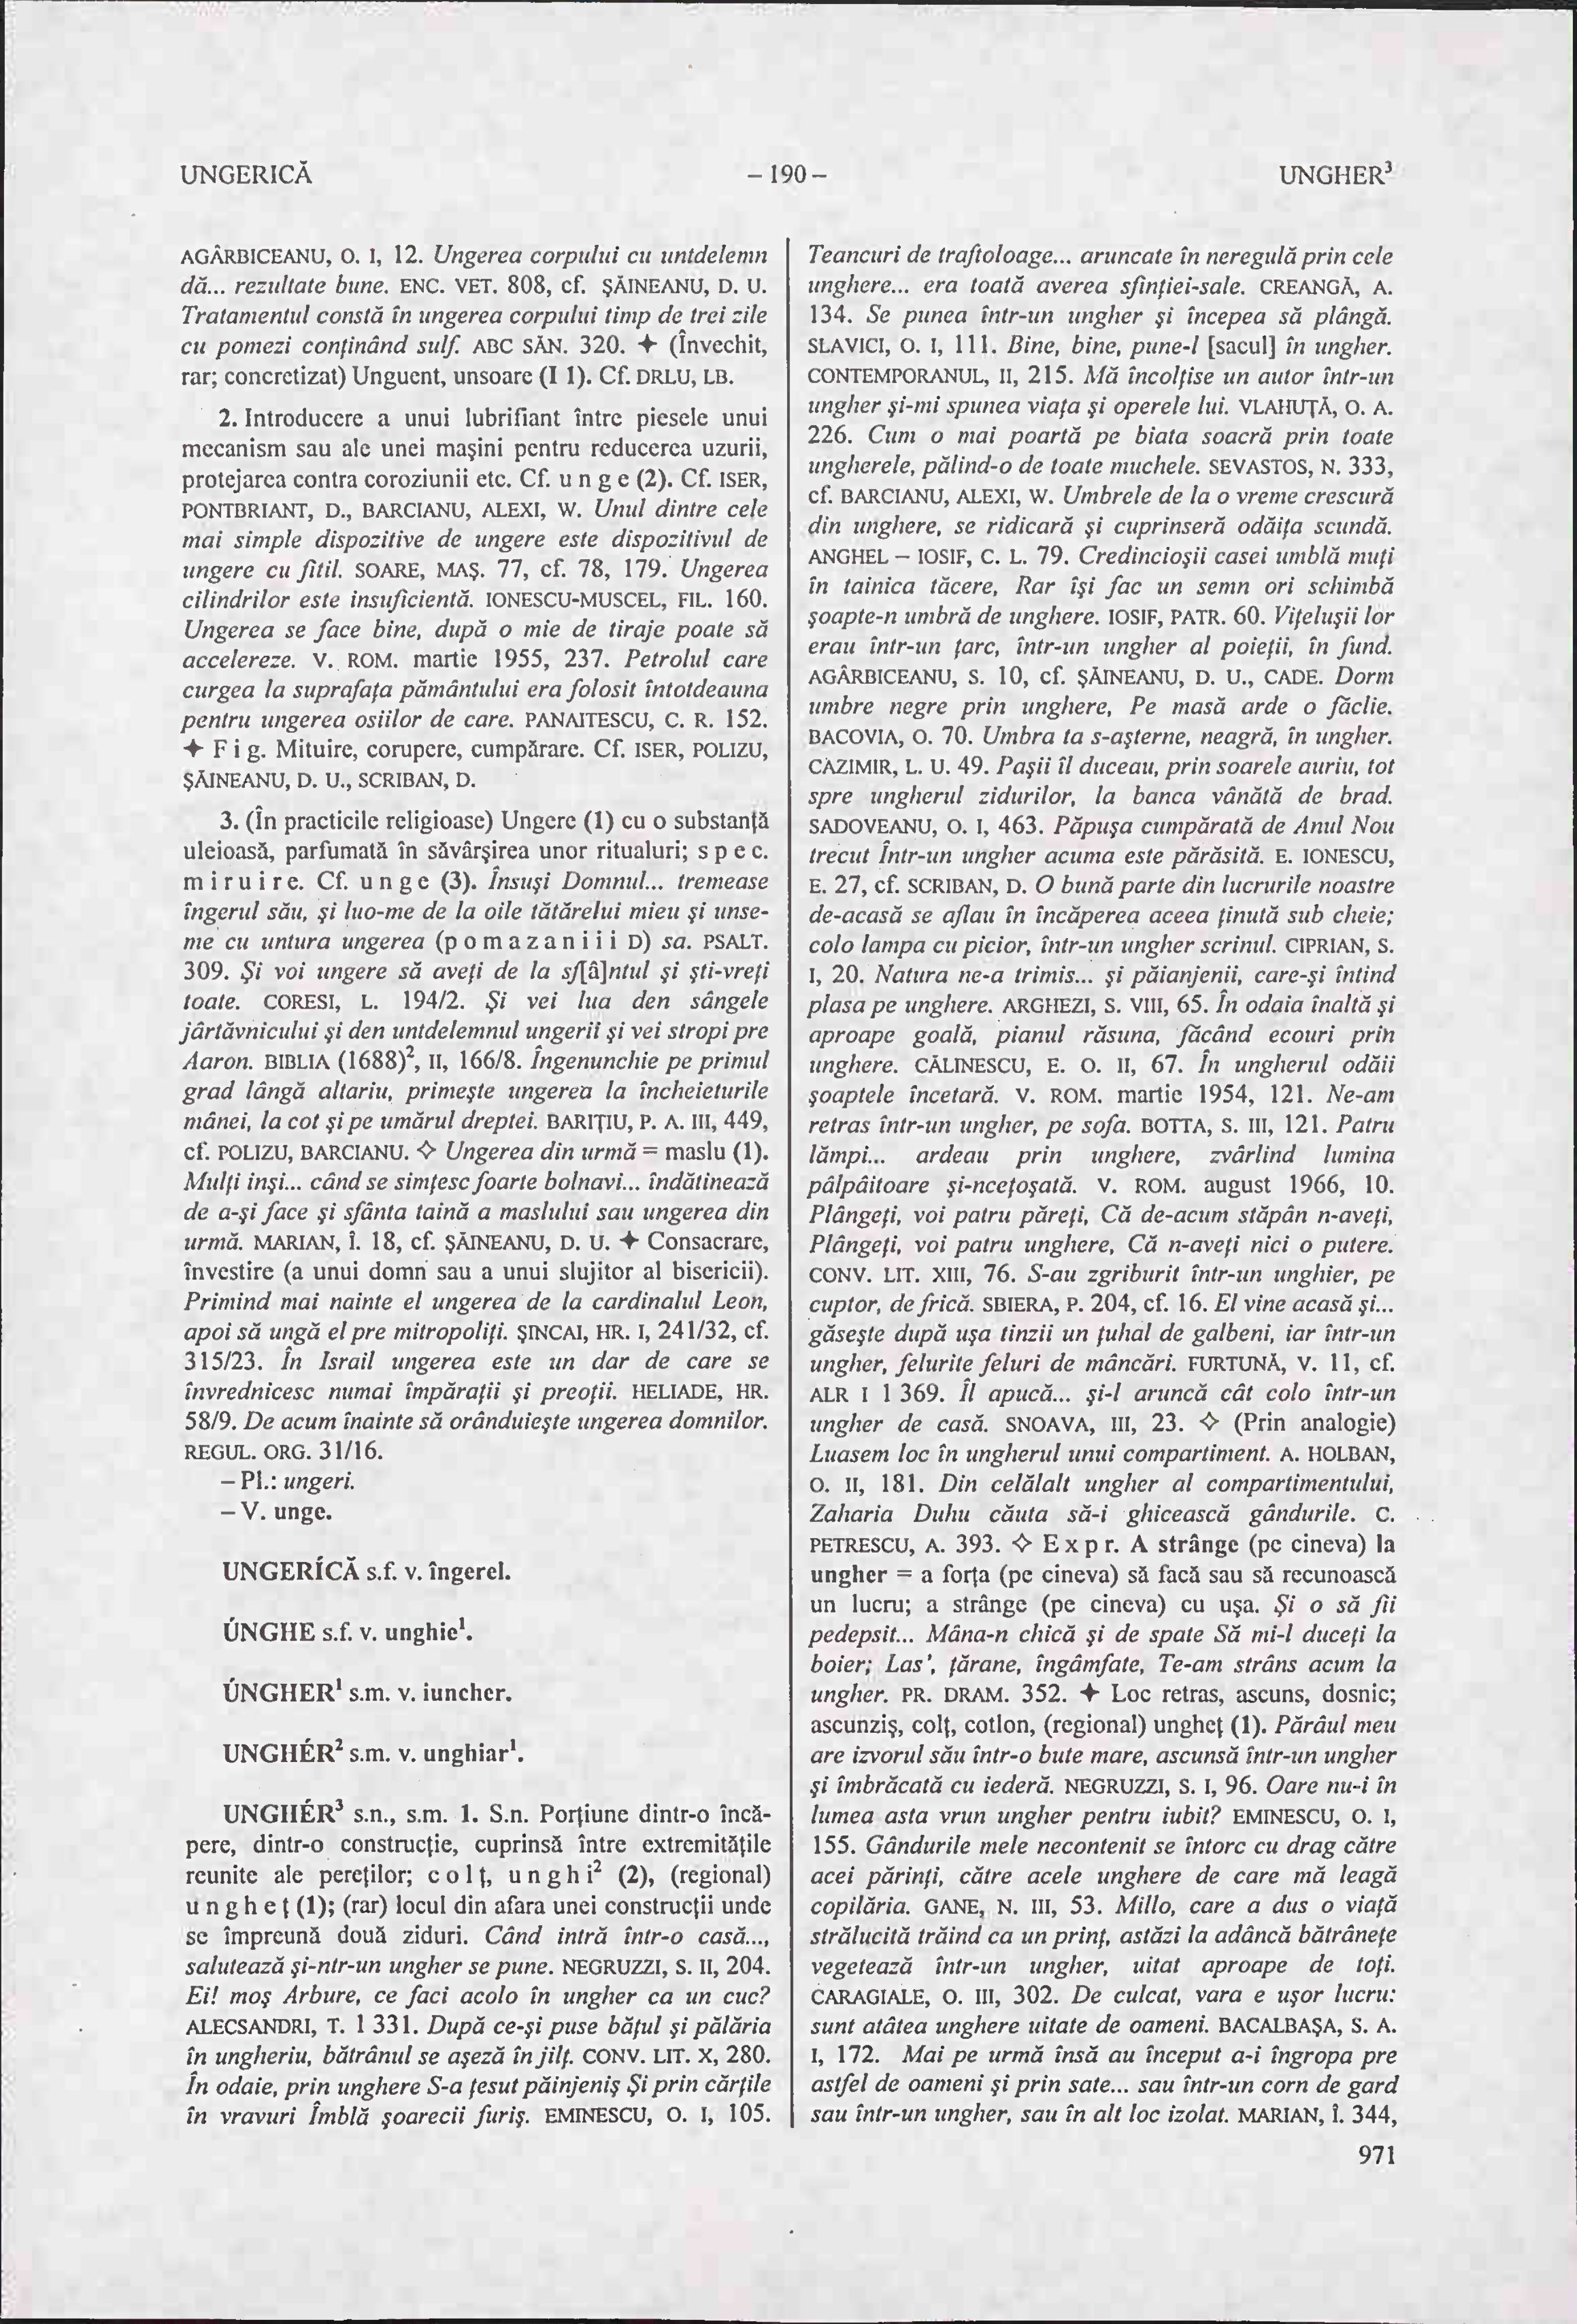 UNGERICĂ
– 190 –
UNGHER³
AGÂRBICEANU, O. I, 12. Ungerea corpului cu untdelemn
dă... rezultate bune. ENC. VET. 808, cf. ŞĂINEANU, D. U.
Tratamentul constă în ungerea corpului timp de trei zile
cu pomezi conţinând sulf. ABC SĂN. 320. ✦ (Învechit,
rar; concretizat) Unguent, unsoare (I 1). Cf. DRLU, LB.
2. Introducere a unui lubrifiant între piesele unui
mecanism sau ale unei maşini pentru reducerea uzurii,
protejarea contra coroziunii etc. Cf. u n g e (2). Cf. ISER,
PONTBRIANT, D., BARCIANU, ALEXI, W. Unul dintre cele
mai simple dispozitive de ungere este dispozitivul de
ungere cu fitil. SOARE, MAŞ. 77, cf. 78, 179. Ungerea
cilindrilor este insuficientă. IONESCU-MUSCEL, FIL. 160.
Ungerea se face bine, după o mie de tiraje poate să
accelereze. V. ROM. martie 1955, 237. Petrolul care
curgea la suprafaţa pământului era folosit întotdeauna
pentru ungerea osiilor de care. PANAITESCU, C. R. 152.
✦ F i g. Mituire, corupere, cumpărare. Cf. ISER, POLIZU,
ŞĂINEANU, D. U., SCRIBAN, D.
3. (În practicile religioase) Ungere (1) cu o substanţă
uleioasă, parfumată în săvârşirea unor ritualuri; s p e c.
m i r u i r e. Cf. u n g e (3). Însuşi Domnul... tremease
îngerul său, şi luo-me de la oile tătărelui mieu şi unse-
me cu untura ungerea (p o m a z a n i i i D) sa. PSALT.
309. Şi voi ungere să aveţi de la sf[â]ntul şi şti-vreţi
toate. CORESI, L. 194/2. Şi vei lua den sângele
jârtăvnicului şi den untdelemnul ungerii şi vei stropi pre
Aaron. BIBLIA (1688)², II, 166/8. Îngenunchie pe primul
grad lângă altariu, primeşte ungerea la încheieturile
mânei, la cot şi pe umărul dreptei. BARIŢIU, P. A. III, 449,
cf. POLIZU, BARCIANU. ✧ Ungerea din urmă = maslu (1).
Mulţi inşi... când se simţesc foarte bolnavi... îndătinează
de a-şi face şi sfânta taină a maslului sau ungerea din
urmă. MARIAN, Î. 18, cf. ŞĂINEANU, D. U. ✦ Consacrare,
învestire (a unui domn sau a unui slujitor al bisericii).
Primind mai nainte el ungerea de la cardinalul Leon,
apoi să ungă el pre mitropoliţi. ŞINCAI, HR. I, 241/32, cf.
315/23. În Israil ungerea este un dar de care se
învrednicesc numai împăraţii şi preoţii. HELIADE, HR.
58/9. De acum înainte să orânduieşte ungerea domnilor.
REGUL. ORG. 31/16.
– Pl.: ungeri.
– V. unge.
UNGERÍCĂ s.f. v. îngerel.
ÚNGHE s.f. v. unghie¹.
ÚNGHER¹ s.m. v. iuncher.
UNGHÉR² s.m. v. unghiar¹.
UNGHÉR³ s.n., s.m. 1. S.n. Porţiune dintr-o încă-
pere, dintr-o construcţie, cuprinsă între extremităţile
reunite ale pereţilor; c o l ţ, u n g h i² (2), (regional)
u n g h e ţ (1); (rar) locul din afara unei construcţii unde
se împreună două ziduri. Când intră într-o casă...,
salutează şi-ntr-un ungher se pune. NEGRUZZI, S. II, 204.
Ei! moş Arbure, ce faci acolo în ungher ca un cuc?
ALECSANDRI, T. 1 331. După ce-şi puse băţul şi pălăria
în ungheriu, bătrânul se aşeză în jilţ. CONV. LIT. X, 280.
În odaie, prin unghere S-a ţesut păinjeniş Şi prin cărţile
în vravuri Îmblă şoarecii furiş. EMINESCU, O. I, 105.
Teancuri de traftoloage... aruncate în neregulă prin cele
unghere... era toată averea sfinţiei-sale. CREANGĂ, A.
134. Se punea într-un ungher şi începea să plângă.
SLAVICI, O. I, 111. Bine, bine, pune-l [sacul] în ungher.
CONTEMPORANUL, II, 215. Mă încolţise un autor într-un
ungher şi-mi spunea viaţa şi operele lui. VLAHUŢĂ, O. A.
226. Cum o mai poartă pe biata soacră prin toate
ungherele, pălind-o de toate muchele. SEVASTOS, N. 333,
cf. BARCIANU, ALEXI, W. Umbrele de la o vreme crescură
din unghere, se ridicară şi cuprinseră odăiţa scundă.
ANGHEL – IOSIF, C. L. 79. Credincioşii casei umblă muţi
în tainica tăcere, Rar îşi fac un semn ori schimbă
şoapte-n umbră de unghere. IOSIF, PATR. 60. Viţeluşii lor
erau într-un ţarc, într-un ungher al poieţii, în fund.
AGÂRBICEANU, S. 10, cf. ŞĂINEANU, D. U., CADE. Dorm
umbre negre prin unghere, Pe masă arde o făclie.
BACOVIA, O. 70. Umbra ta s-aşterne, neagră, în ungher.
CAZIMIR, L. U. 49. Paşii îl duceau, prin soarele auriu, tot
spre ungherul zidurilor, la banca vânătă de brad.
SADOVEANU, O. I, 463. Păpuşa cumpărată de Anul Nou
trecut Într-un ungher acuma este părăsită. E. IONESCU,
E. 27, cf. SCRIBAN, D. O bună parte din lucrurile noastre
de-acasă se aflau în încăperea aceea ţinută sub cheie;
colo lampa cu picior, într-un ungher scrinul. CIPRIAN, S.
I, 20. Natura ne-a trimis... şi păianjenii, care-şi întind
plasa pe unghere. ARGHEZI, S. VIII, 65. În odaia înaltă şi
aproape goală, pianul răsuna, făcând ecouri prin
unghere. CĂLINESCU, E. O. II, 67. În ungherul odăii
şoaptele încetară. V. ROM. martie 1954, 121. Ne-am
retras într-un ungher, pe sofa. BOTTA, S. III, 121. Patru
lămpi... ardeau prin unghere, zvârlind lumina
pâlpâitoare şi-nceţoşată. V. ROM. august 1966, 10.
Plângeţi, voi patru păreţi, Că de-acum stăpân n-aveţi,
Plângeţi, voi patru unghere, Că n-aveţi nici o putere.
CONV. LIT. XIII, 76. S-au zgriburit într-un unghier, pe
cuptor, de frică. SBIERA, P. 204, cf. 16. El vine acasă şi...
găseşte după uşa tinzii un ţuhal de galbeni, iar într-un
ungher, felurite feluri de mâncări. FURTUNĂ, V. 11, cf.
ALR I 1 369. Îl apucă... şi-l aruncă cât colo într-un
ungher de casă. SNOAVA, III, 23. ✧ (Prin analogie)
Luasem loc în ungherul unui compartiment. A. HOLBAN,
O. II, 181. Din celălalt ungher al compartimentului,
Zaharia Duhu căuta să-i ghicească gândurile. C.
PETRESCU, A. 393. ✧ E x p r. A strânge (pe cineva) la
ungher = a forţa (pe cineva) să facă sau să recunoască
un lucru; a strânge (pe cineva) cu uşa. Şi o să fii
pedepsit... Mâna-n chică şi de spate Să mi-l duceţi la
boier; Las', ţărane, îngâmfate, Te-am strâns acum la
ungher. PR. DRAM. 352. ✦ Loc retras, ascuns, dosnic;
ascunziş, colţ, cotlon, (regional) ungheţ (1). Părâul meu
are izvorul său într-o bute mare, ascunsă într-un ungher
şi îmbrăcată cu iederă. NEGRUZZI, S. I, 96. Oare nu-i în
lumea asta vrun ungher pentru iubit? EMINESCU, O. I,
155. Gândurile mele necontenit se întorc cu drag către
acei părinţi, către acele unghere de care mă leagă
copilăria. GANE, N. III, 53. Millo, care a dus o viaţă
strălucită trăind ca un prinţ, astăzi la adâncă bătrâneţe
vegetează într-un ungher, uitat aproape de toţi.
CARAGIALE, O. III, 302. De culcat, vara e uşor lucru:
sunt atâtea unghere uitate de oameni. BACALBAŞA, S. A.
I, 172. Mai pe urmă însă au început a-i îngropa pre
astfel de oameni şi prin sate... sau într-un corn de gard
sau într-un ungher, sau în alt loc izolat. MARIAN, Î. 344,
971